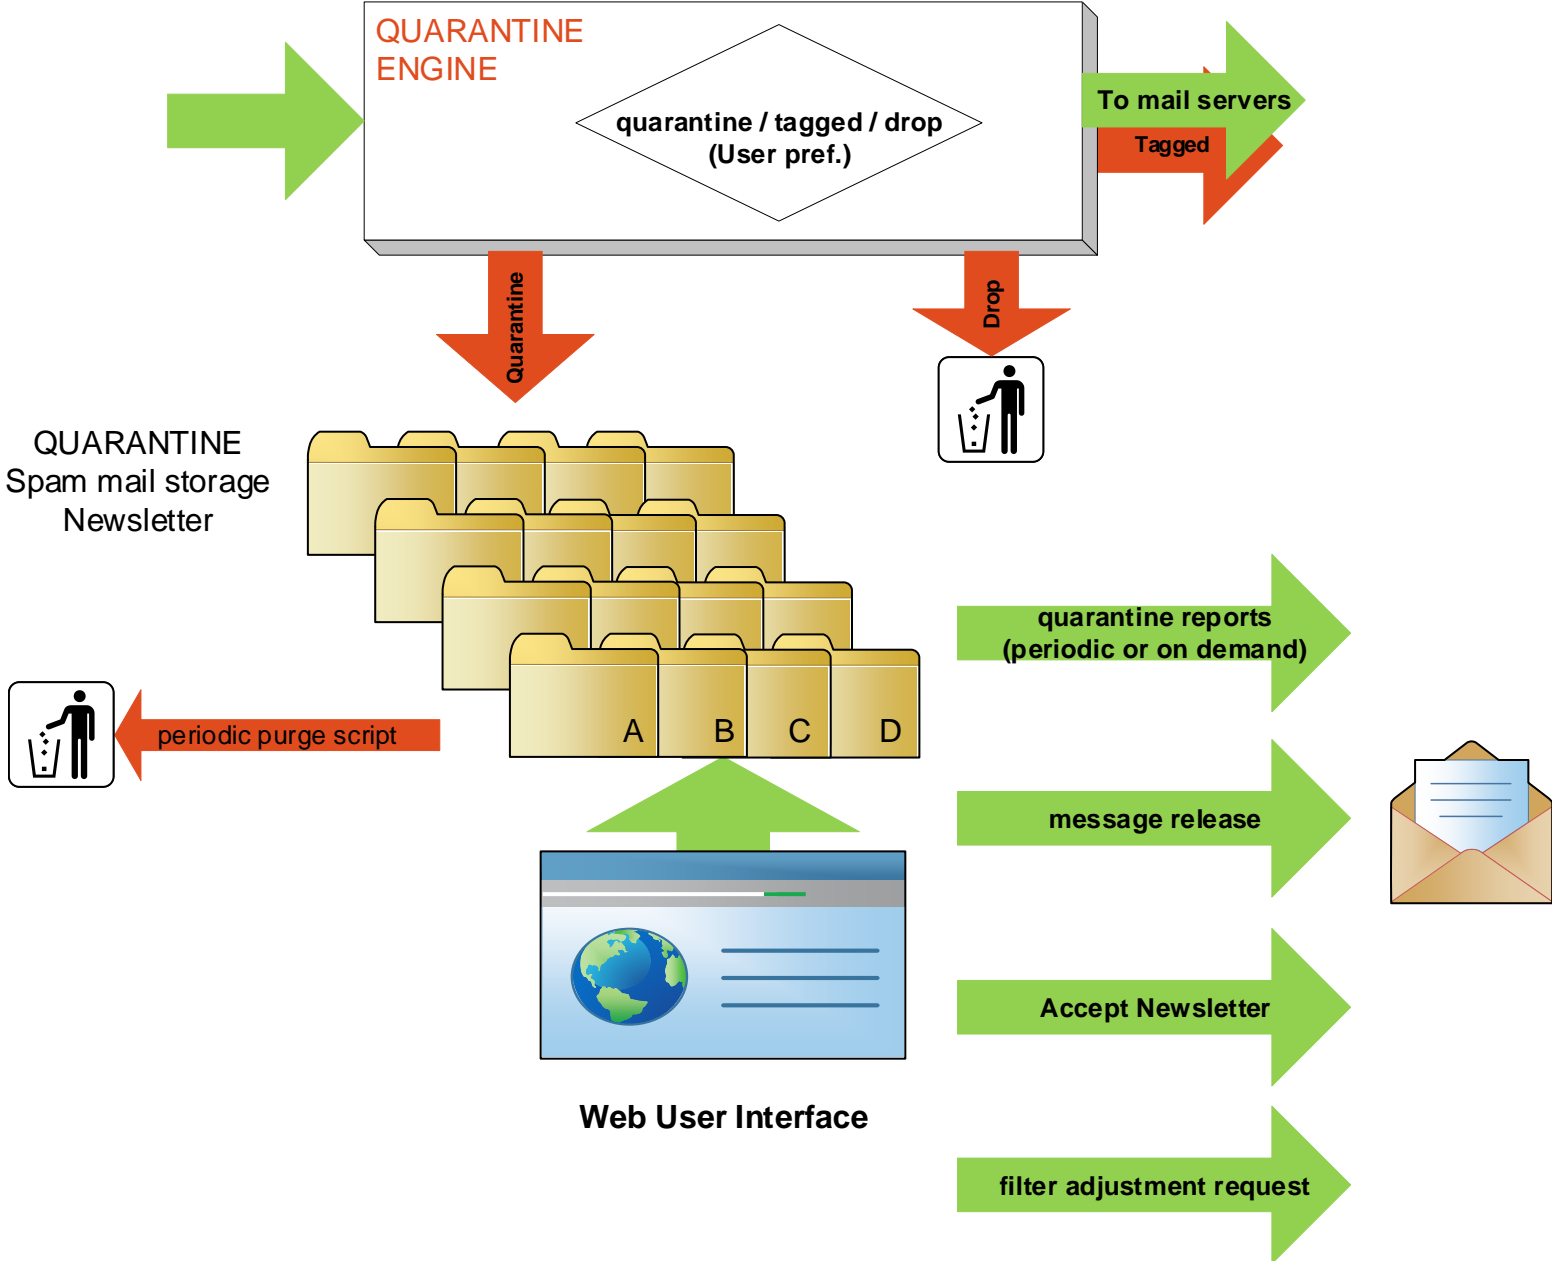 QUARANTINE
ENGINE
quarantine / tagged / drop
(User pref.)
To mail servers
Tagged
Quarantine
Drop
QUARANTINE
Spam mail storage
Newsletter
quarantine reports
(periodic or on demand)
A B C D
periodic purge script
message release
Accept Newsletter
Web User Interface
filter adjustment request